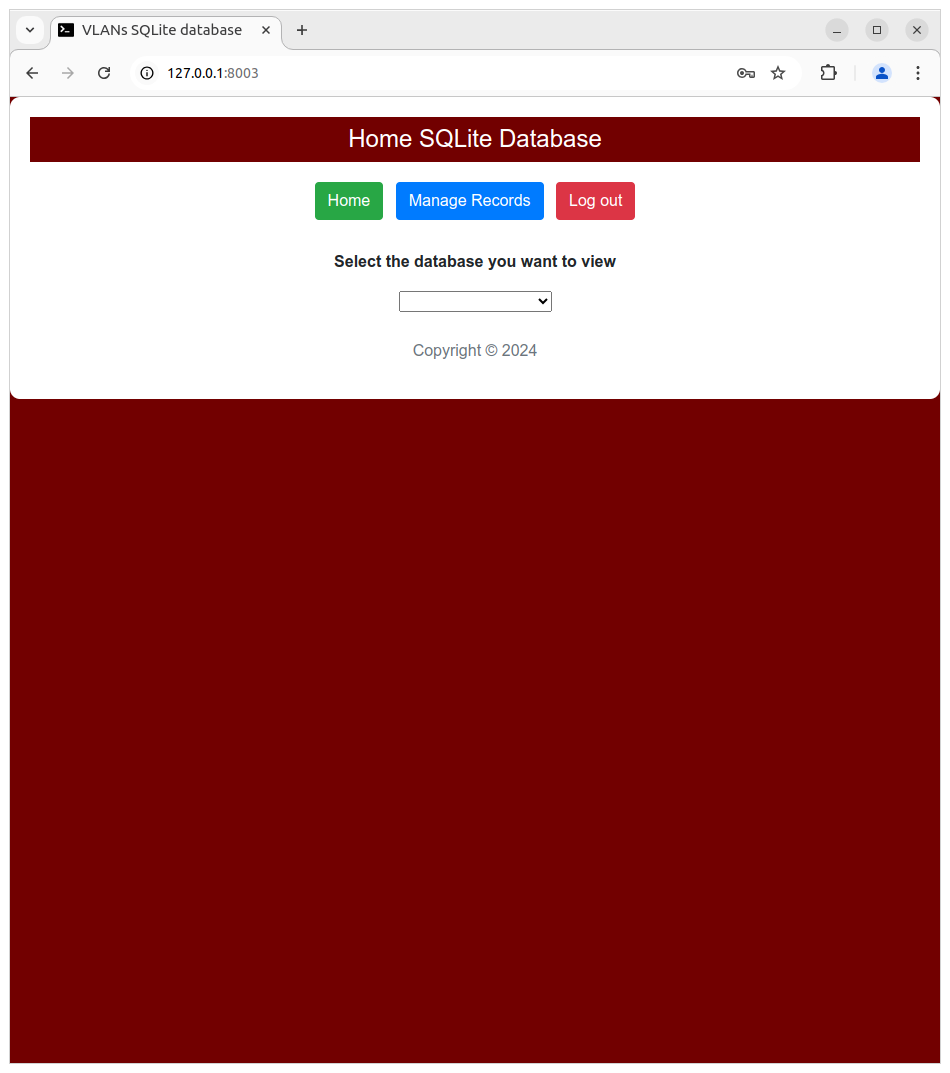 VLANs SQLite database
127.0.0.1:8003
Home SQLite Database
Home Manage Records Log out
Select the database you want to view
Copyright © 2024